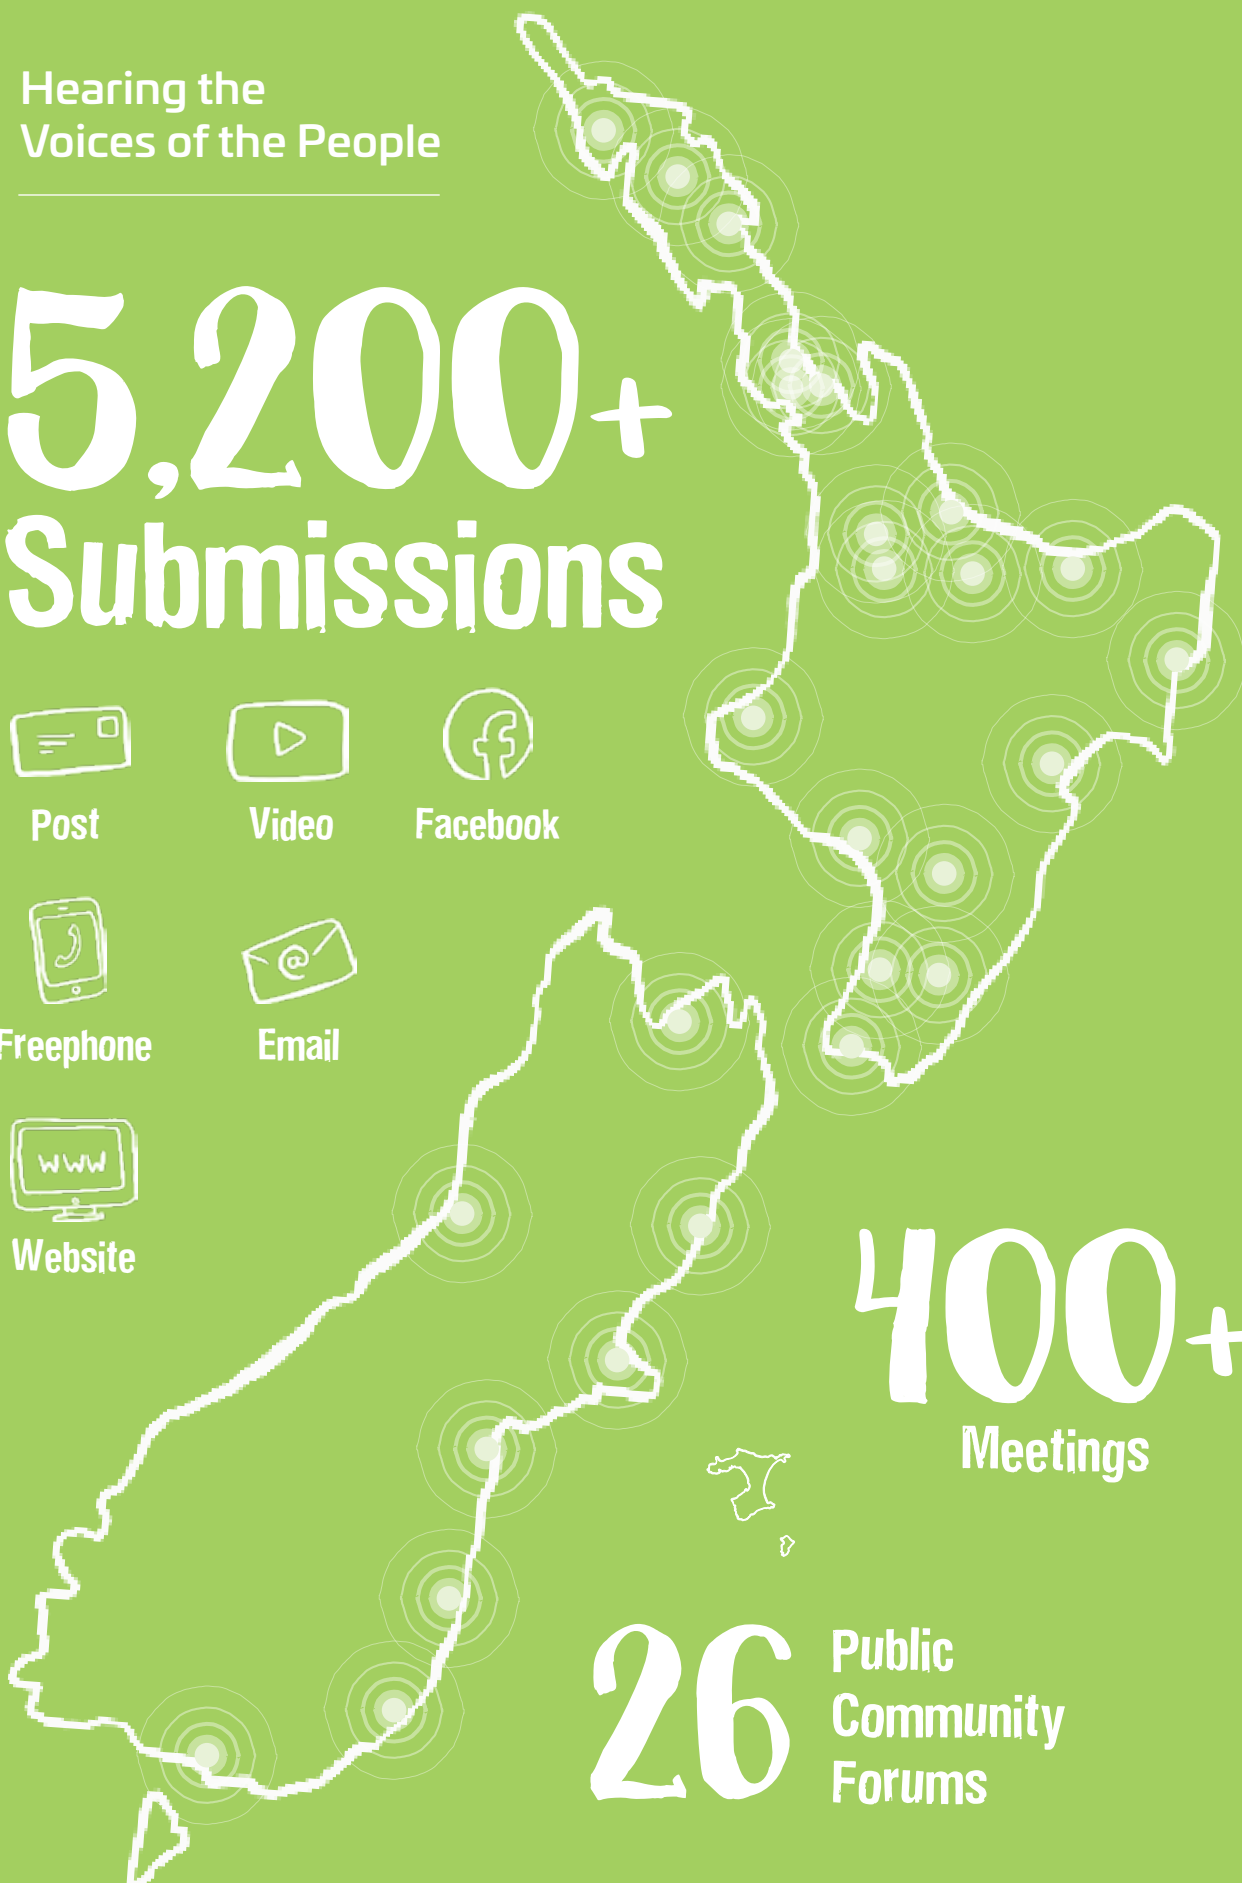 Hearing the
Voices of the People
5,200+
Submissions
Post
Video
Facebook
Freephone
@
Email
www
Website
400+
Meetings
26
Public
Community
Forums